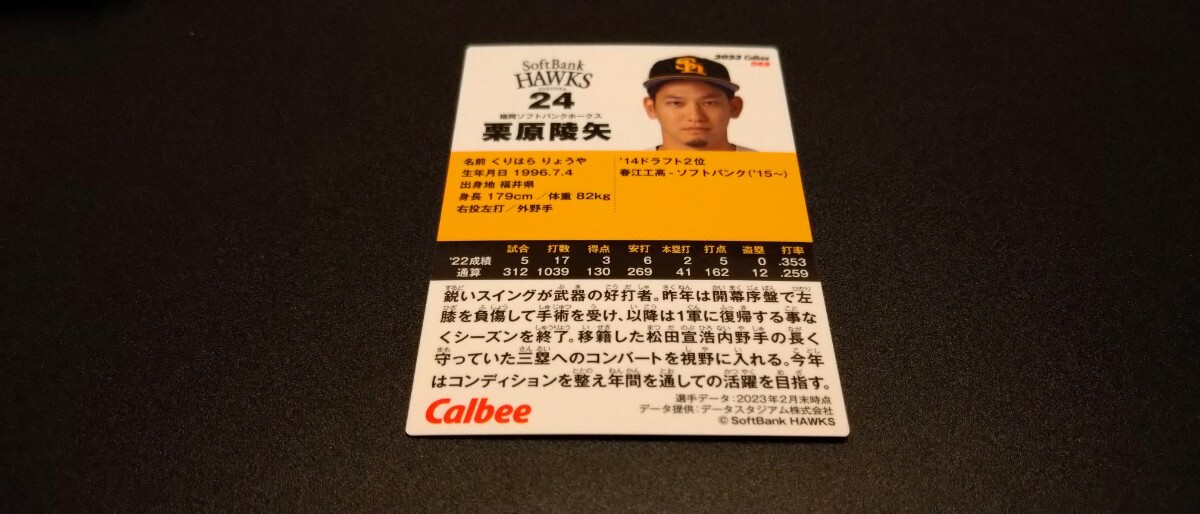 SoftBank
HAWKS
24
福岡ソフトバンクホークス
栗原陵矢
2023 Calbee
名前 くりはら りょうや
生年月日 1996.7.4
出身地 福井県
身長 179cm／体重 82kg
右投左打／外野手
'14ドラフト2位
春江工高 - ソフトバンク('15〜)
試合 打数 得点 安打 本塁打 打点 盗塁 打率
'22成績 5 17 3 6 2 5 0 .353
通算 312 1039 130 269 41 162 12 .259
鋭いスイングが武器の好打者。昨年は開幕序盤で左
膝を負傷して手術を受け、以降は1軍に復帰する事な
くシーズンを終了。移籍した松田宣浩内野手の長く
守っていた三塁へのコンバートを視野に入れる。今年
はコンディションを整え年間を通しての活躍を目指す。
Calbee
選手データ：2023年2月末時点
データ提供：データスタジアム株式会社
© SoftBank HAWKS